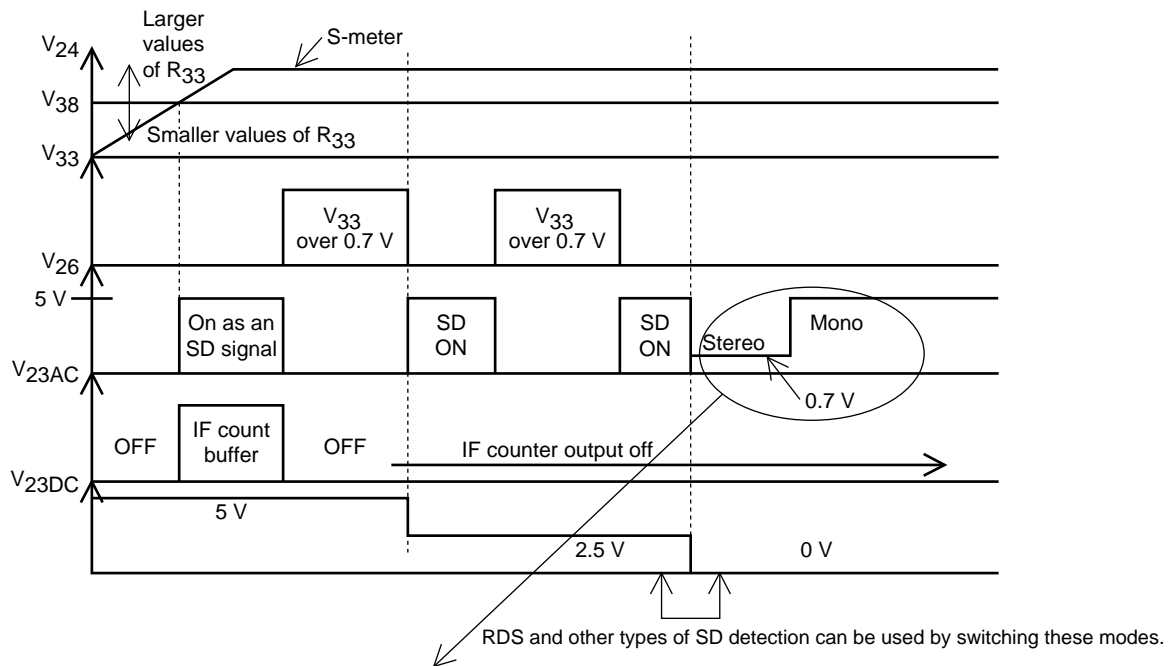 Larger
values
of R33
S-meter
V24
V38
Smaller values of R33
V33
V33
over 0.7 V
V33
over 0.7 V
V26
5 V
On as an
SD signal
SD
ON
SD
ON
Stereo
Mono
0.7 V
V23AC
OFF
IF count
buffer
OFF
IF counter output off
V23DC
5 V
2.5 V
0 V
RDS and other types of SD detection can be used by switching these modes.